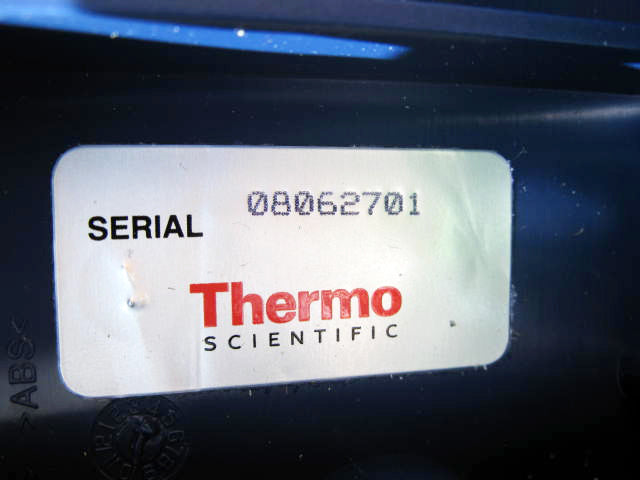 SERIAL 08062701
Thermo
SCIENTIFIC
>ABS<